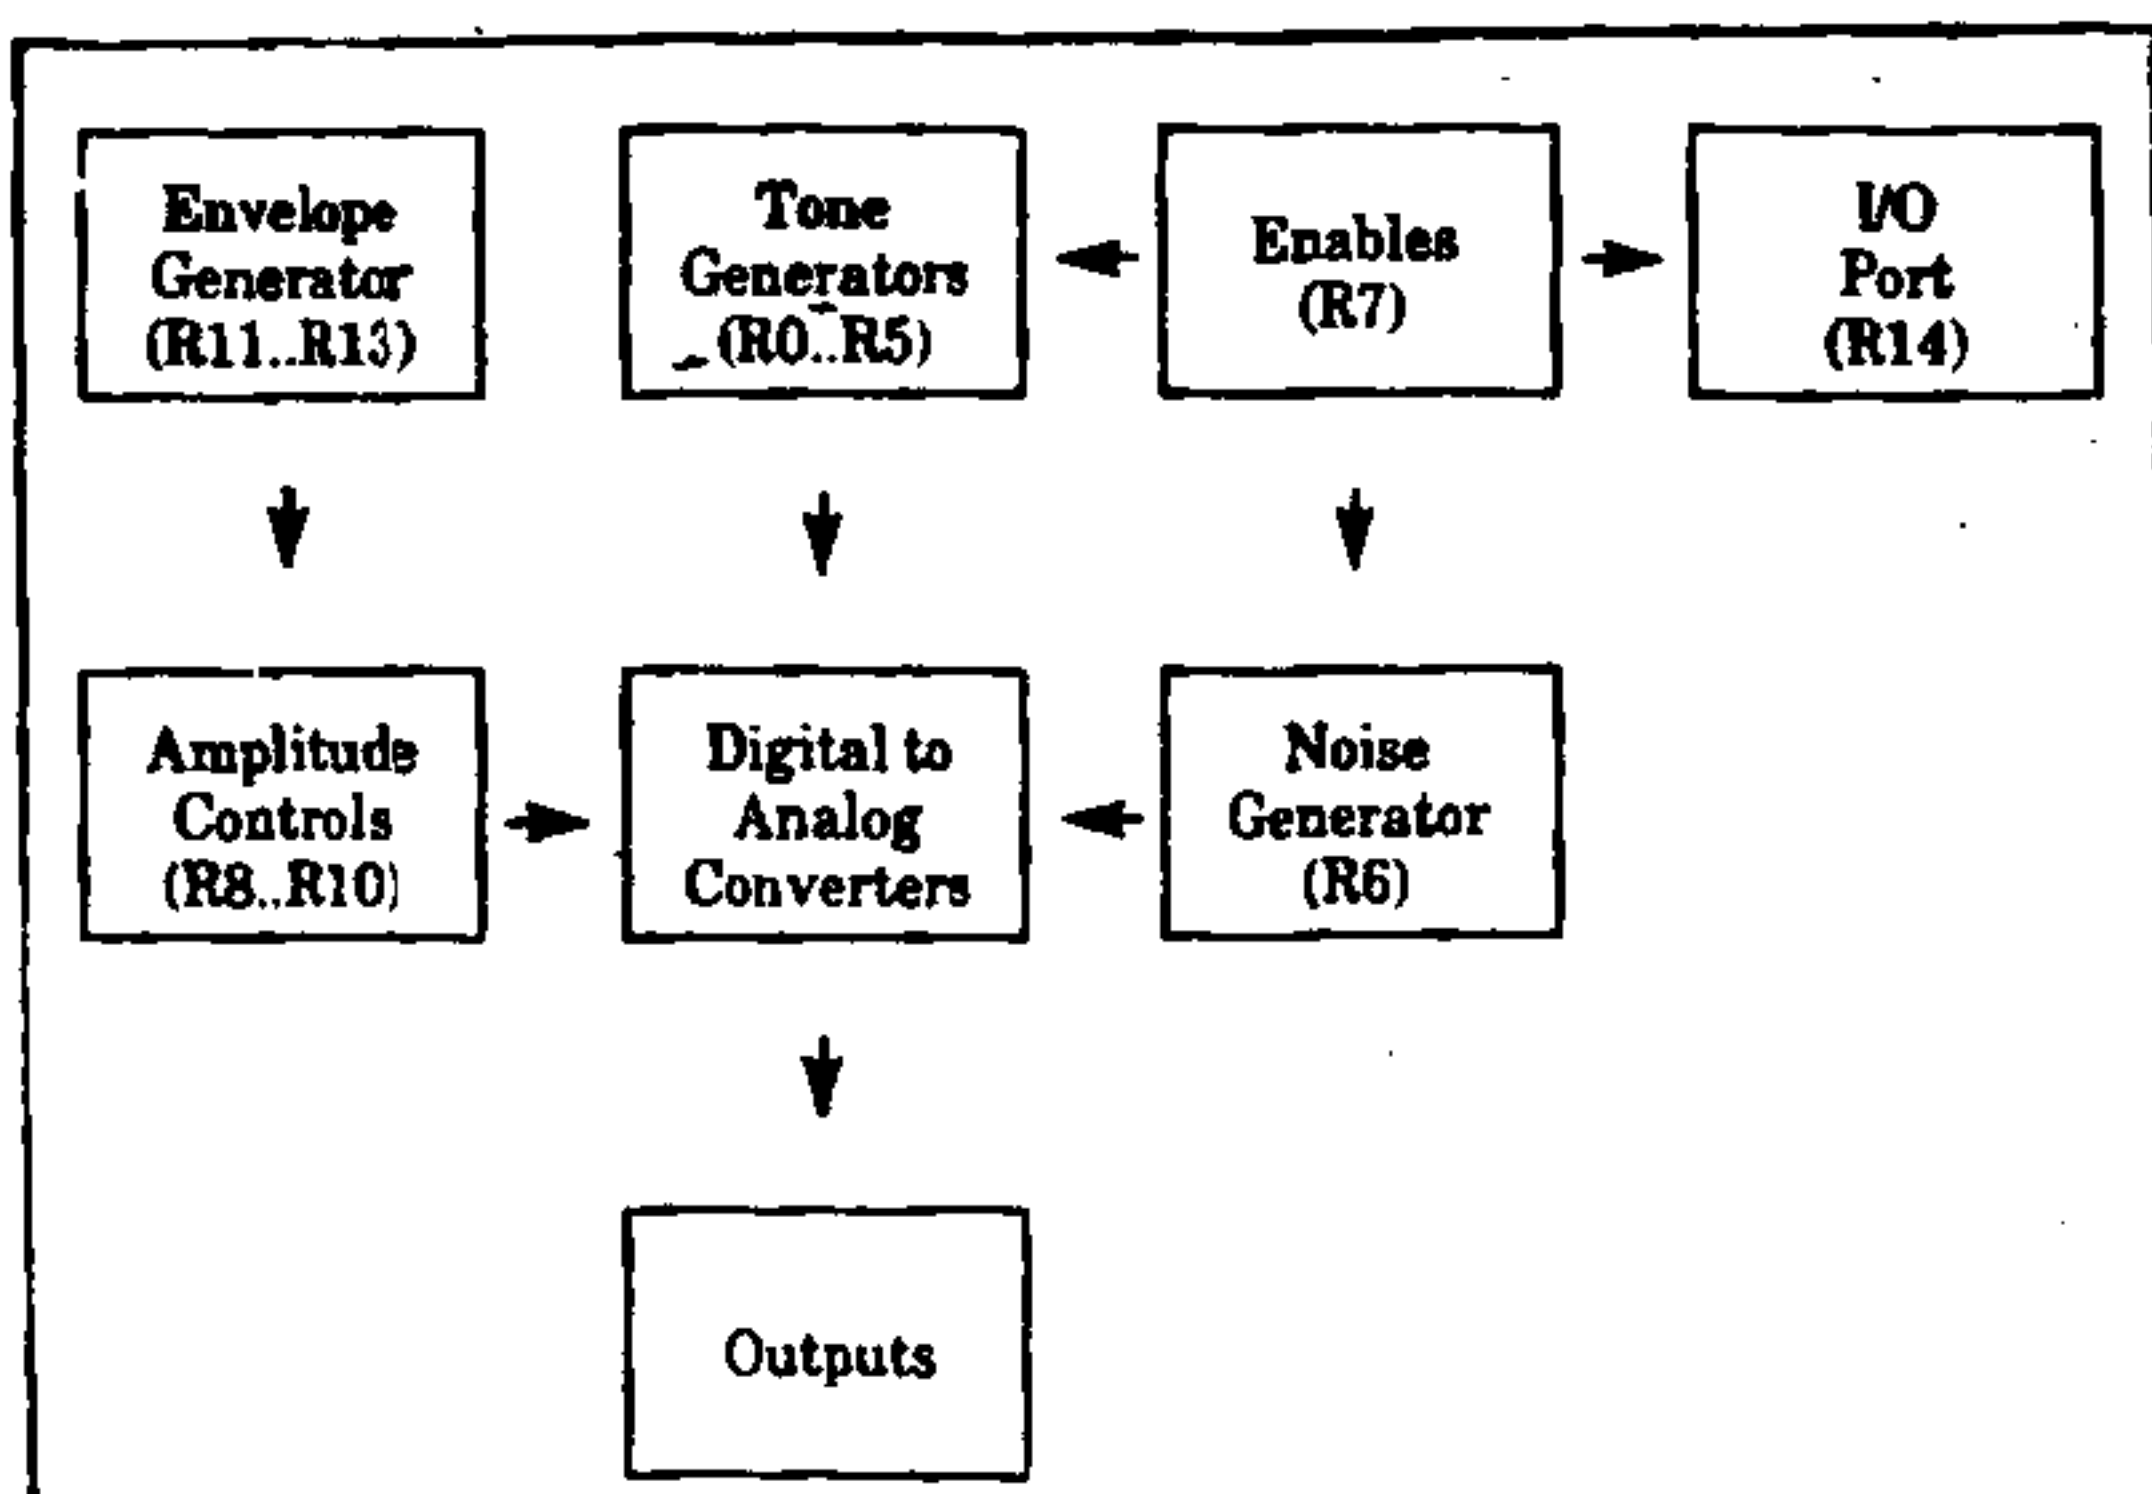 Envelope
Generator
(R11..R13)
Tone
Generators
(R0..R5)
Enables
(R7)
I/O
Port
(R14)
Amplitude
Controls
(R8..R10)
Digital to
Analog
Converters
Noise
Generator
(R6)
Outputs